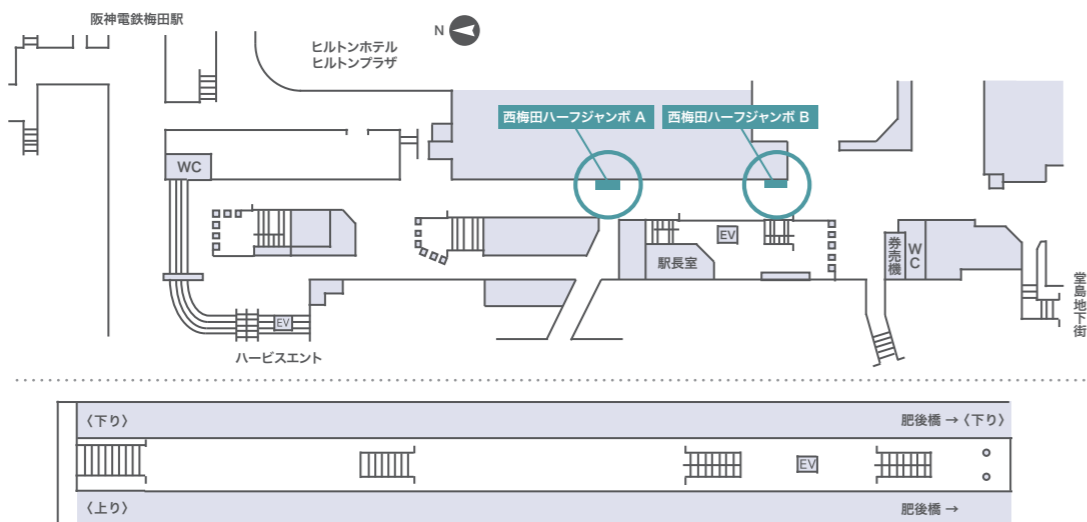 阪神電鉄梅田駅
N
ヒルトンホテル
ヒルトンプラザ
西梅田ハーフジャンボ A
西梅田ハーフジャンボ B
WC
EV
駅長室
券売機
WC
堂島地下街
EV
ハービスエント
〈下り〉
肥後橋 → 〈下り〉
EV
〈上り〉
肥後橋 →